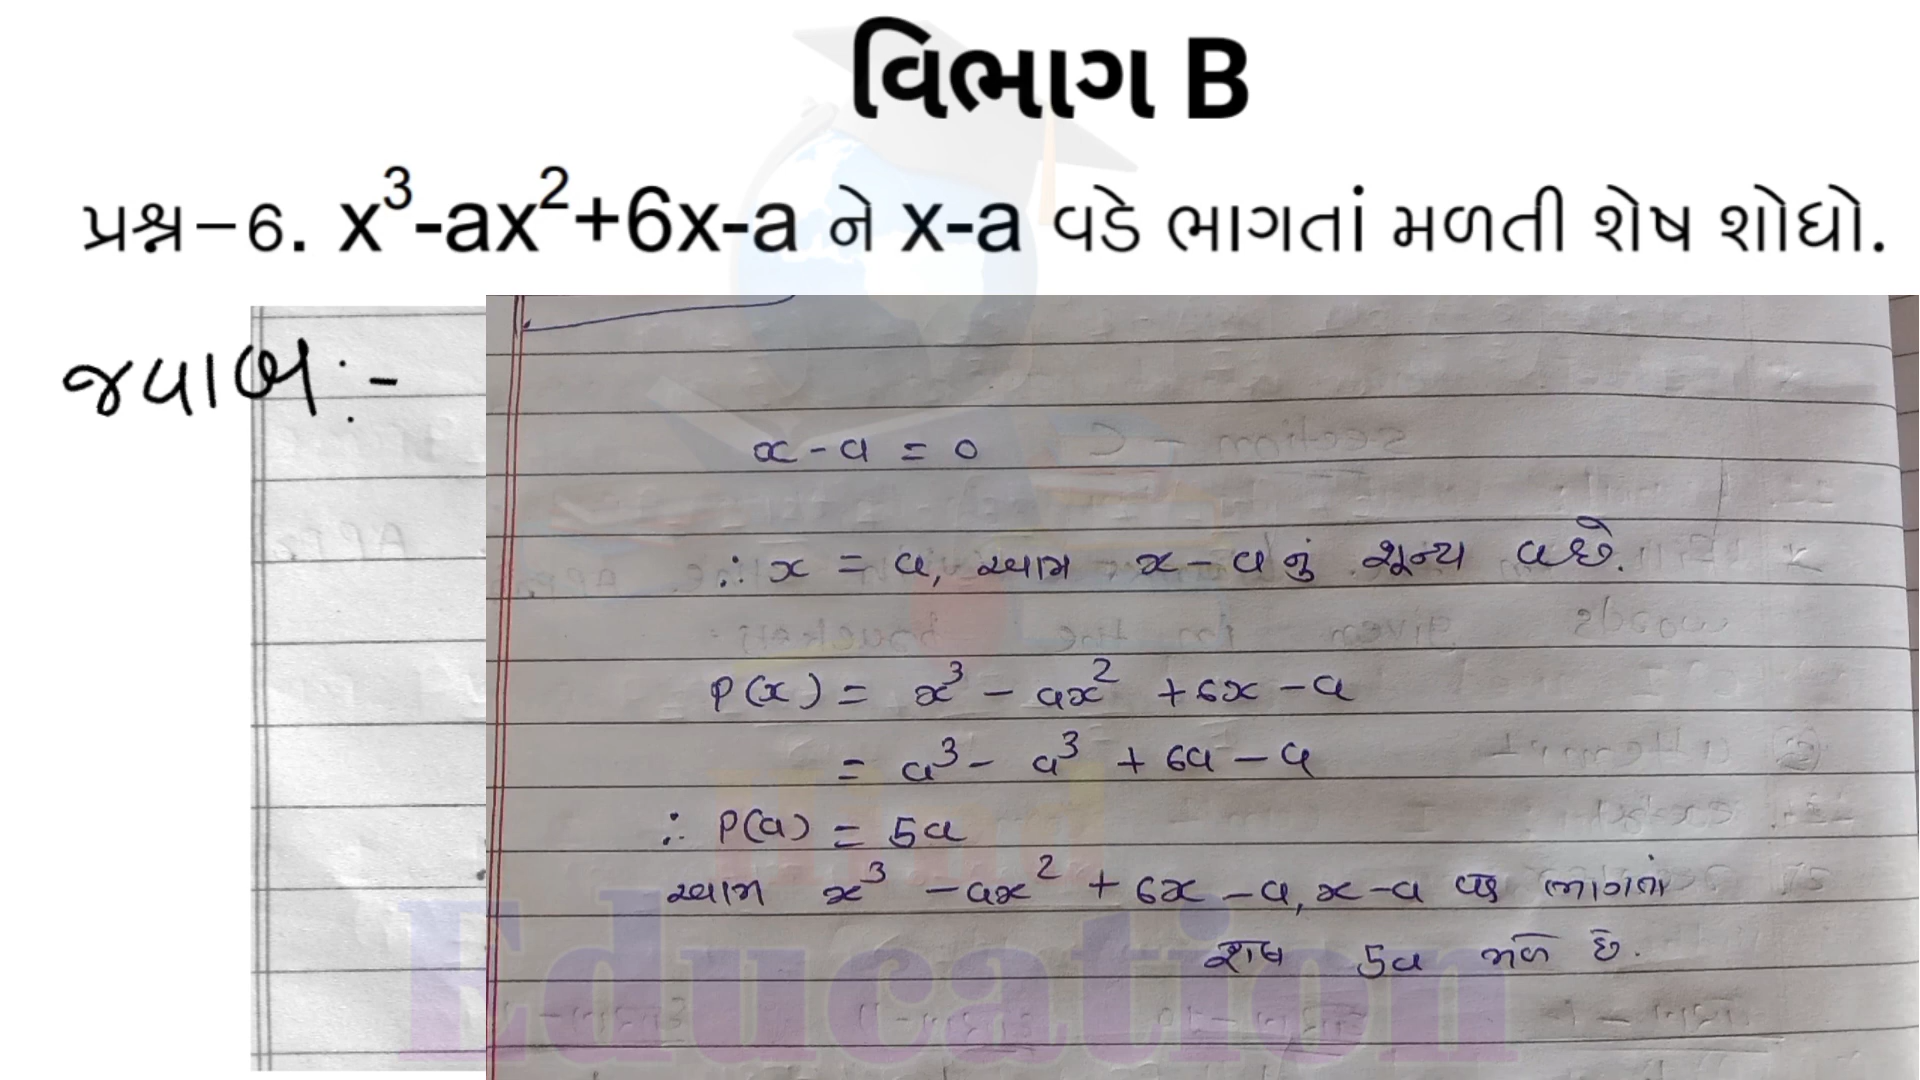 વિભાગ B
પ્રશ્ન-6. x³-ax²+6x-a ને x-a વડે ભાગતાં મળતી શેષ શોધો.
જવાબ:-
x - a = 0
∴ x = a, આમ x - a નું શૂન્ય a છે.
P(x) = x³ - ax² + 6x - a
= a³ - a³ + 6a - a
∴ P(a) = 5a
આમ x³ - ax² + 6x - a, x - a વડે ભાગતાં
શેષ 5a મળે છે.
Education